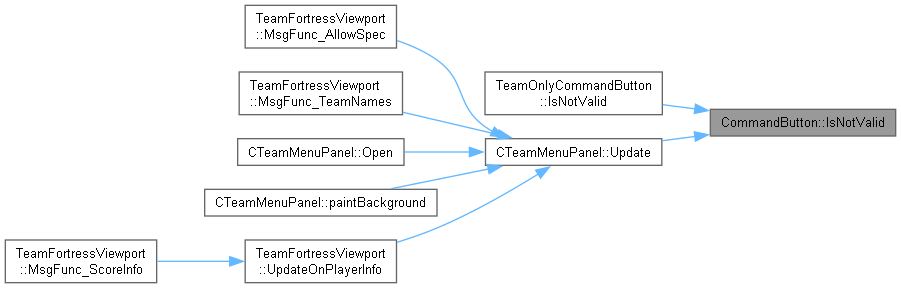 TeamFortressViewport
::MsgFunc_AllowSpec
TeamFortressViewport
::MsgFunc_TeamNames
TeamOnlyCommandButton
::IsNotValid
CommandButton::IsNotValid
CTeamMenuPanel::Open
CTeamMenuPanel::Update
CTeamMenuPanel::paintBackground
TeamFortressViewport
::MsgFunc_ScoreInfo
TeamFortressViewport
::UpdateOnPlayerInfo